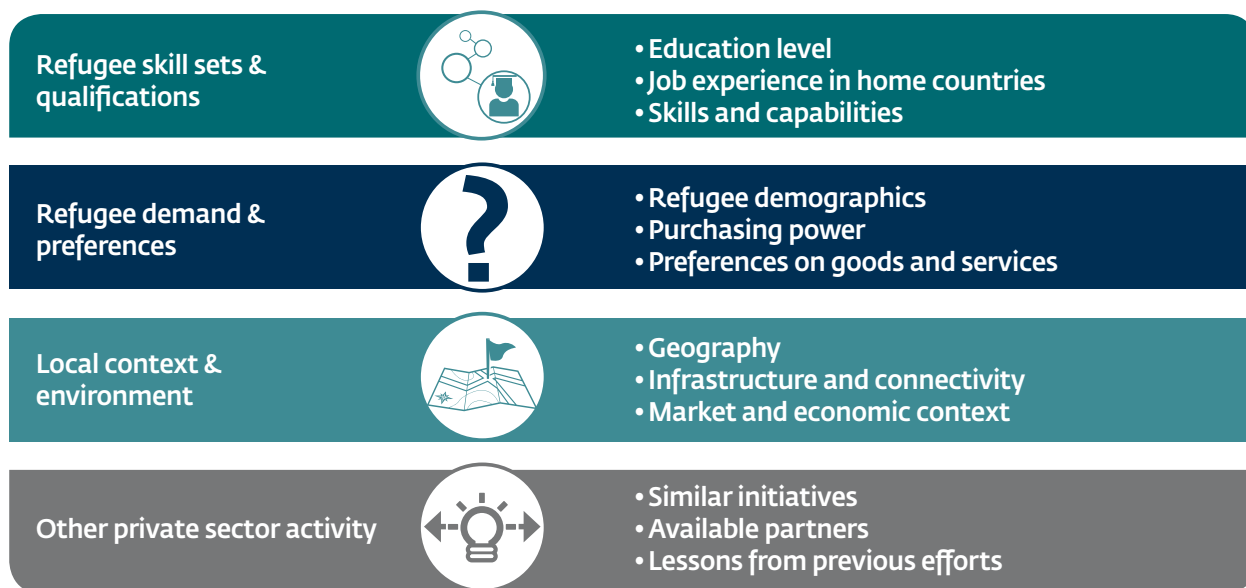 Refugee skill sets &
qualifications
• Education level
• Job experience in home countries
• Skills and capabilities
Refugee demand &
preferences
?
• Refugee demographics
• Purchasing power
• Preferences on goods and services
Local context &
environment
• Geography
• Infrastructure and connectivity
• Market and economic context
Other private sector activity
• Similar initiatives
• Available partners
• Lessons from previous efforts